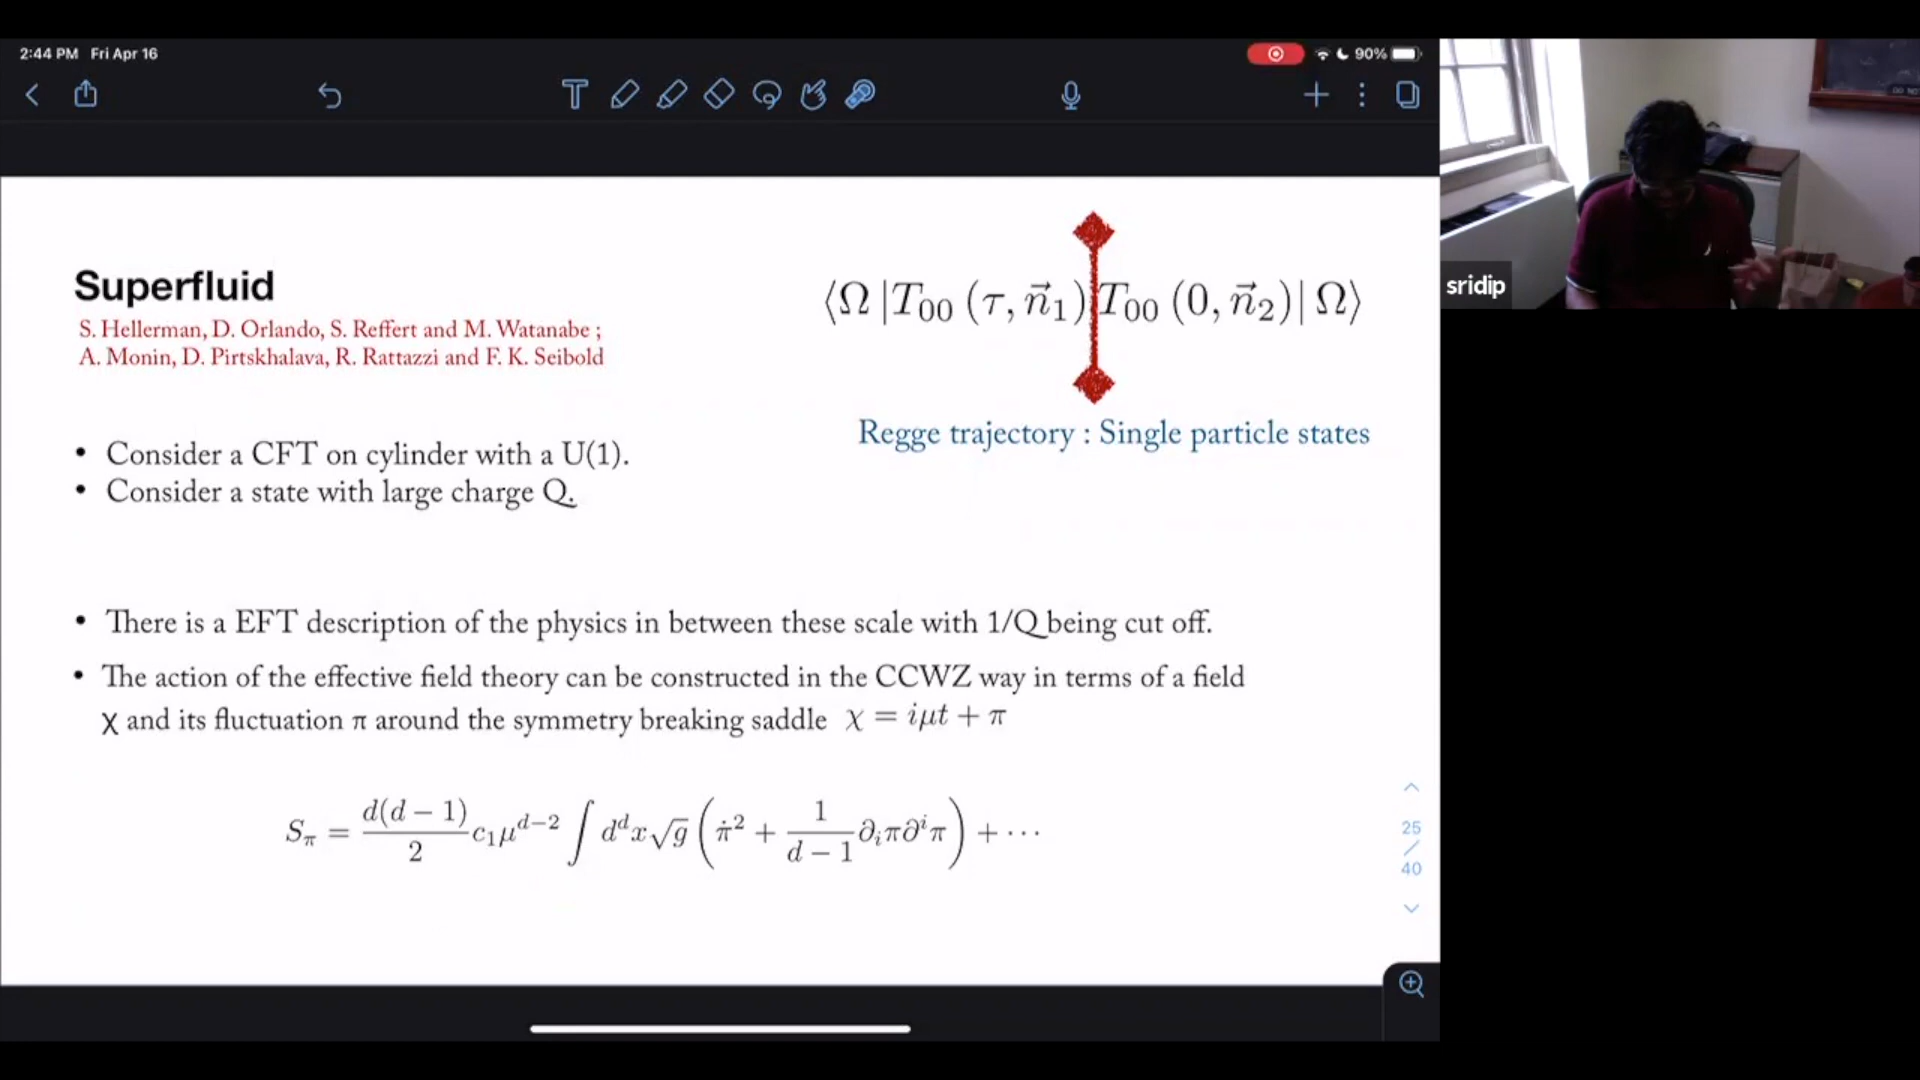 2:44 PM Fri Apr 16
90%
Superfluid
S. Hellerman, D. Orlando, S. Reffert and M. Watanabe ;
A. Monin, D. Pirtskhalava, R. Rattazzi and F. K. Seibold
⟨Ω |T₀₀ (τ, n⃗₁) T₀₀ (0, n⃗₂)| Ω⟩
Regge trajectory : Single particle states
• Consider a CFT on cylinder with a U(1).
• Consider a state with large charge Q.
• There is a EFT description of the physics in between these scale with 1/Q being cut off.
• The action of the effective field theory can be constructed in the CCWZ way in terms of a field
χ and its fluctuation π around the symmetry breaking saddle χ = iμt + π
S_π = d(d − 1)/2 c₁μ^{d−2} ∫ d^d x√g (π̇² + 1/(d − 1) ∂ᵢπ∂ⁱπ) + ···
25
/
40
sridip